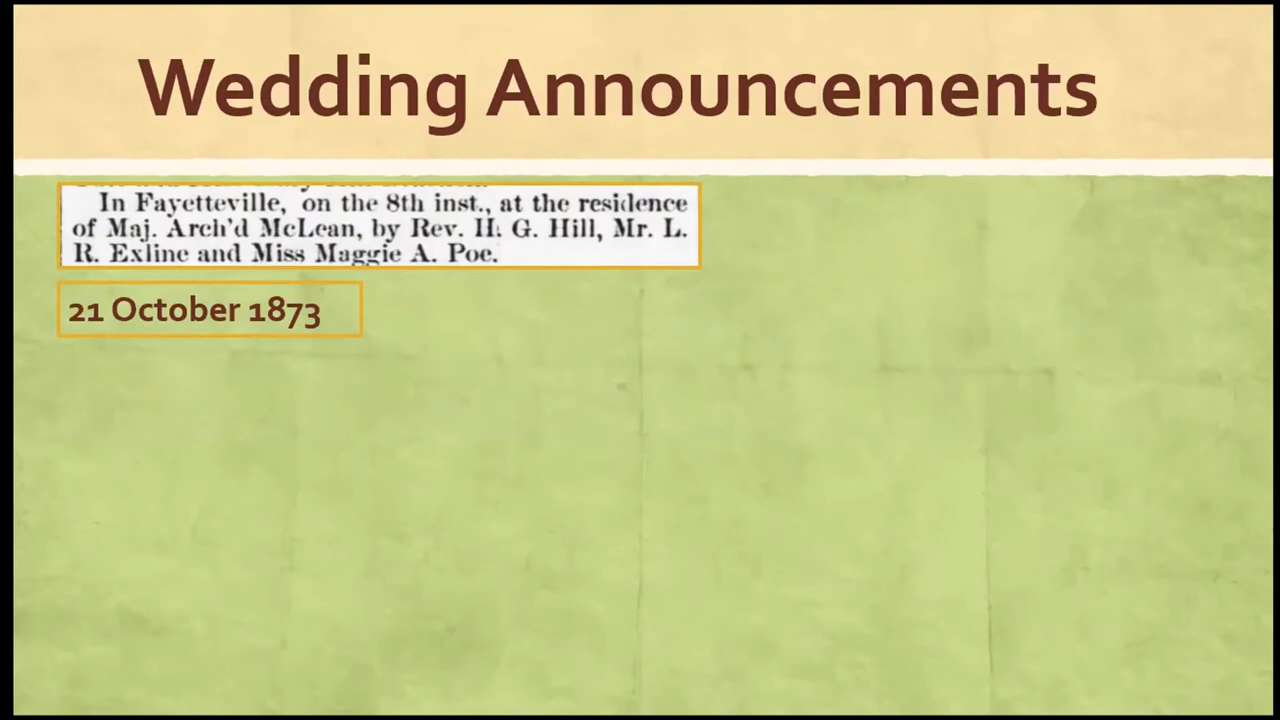 Wedding Announcements
In Fayetteville, on the 8th inst., at the residence
of Maj. Arch'd McLean, by Rev. H. G. Hill, Mr. L.
R. Exline and Miss Maggie A. Poe.
21 October 1873